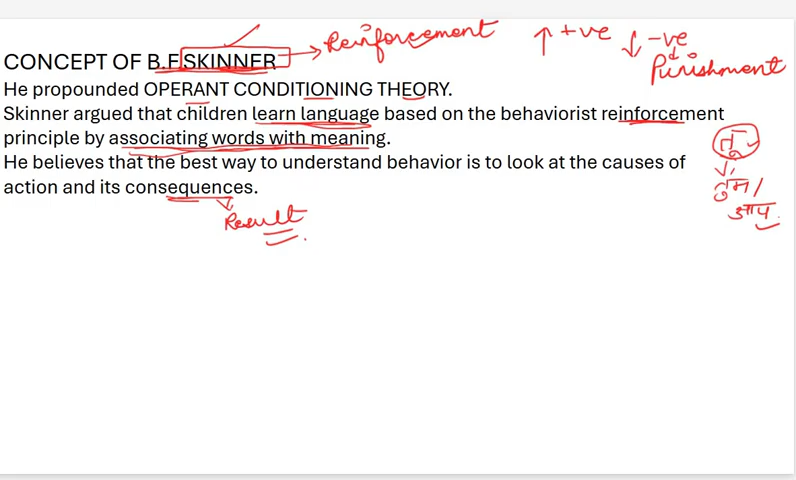 Reinforcement ↑ +ve ↓ -ve
CONCEPT OF B.F SKINNER
Punishment
He propounded OPERANT CONDITIONING THEORY.
Skinner argued that children learn language based on the behaviorist reinforcement
principle by associating words with meaning.
तू
He believes that the best way to understand behavior is to look at the causes of
action and its consequences.
तुम /
आप
Result